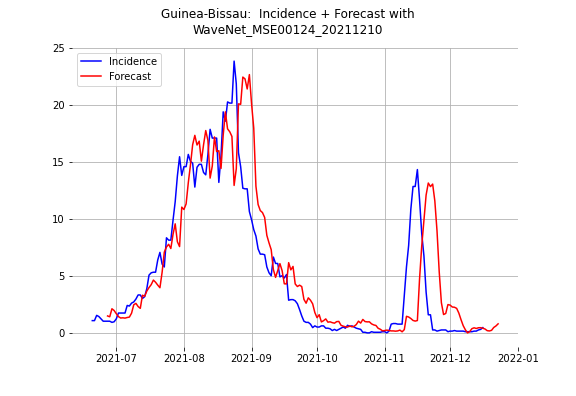 Guinea-Bissau:  Incidence + Forecast with
WaveNet_MSE00124_20211210
25
Incidence
Forecast
20
15
10
5
0
2021-07 2021-08 2021-09 2021-10 2021-11 2021-12 2022-01